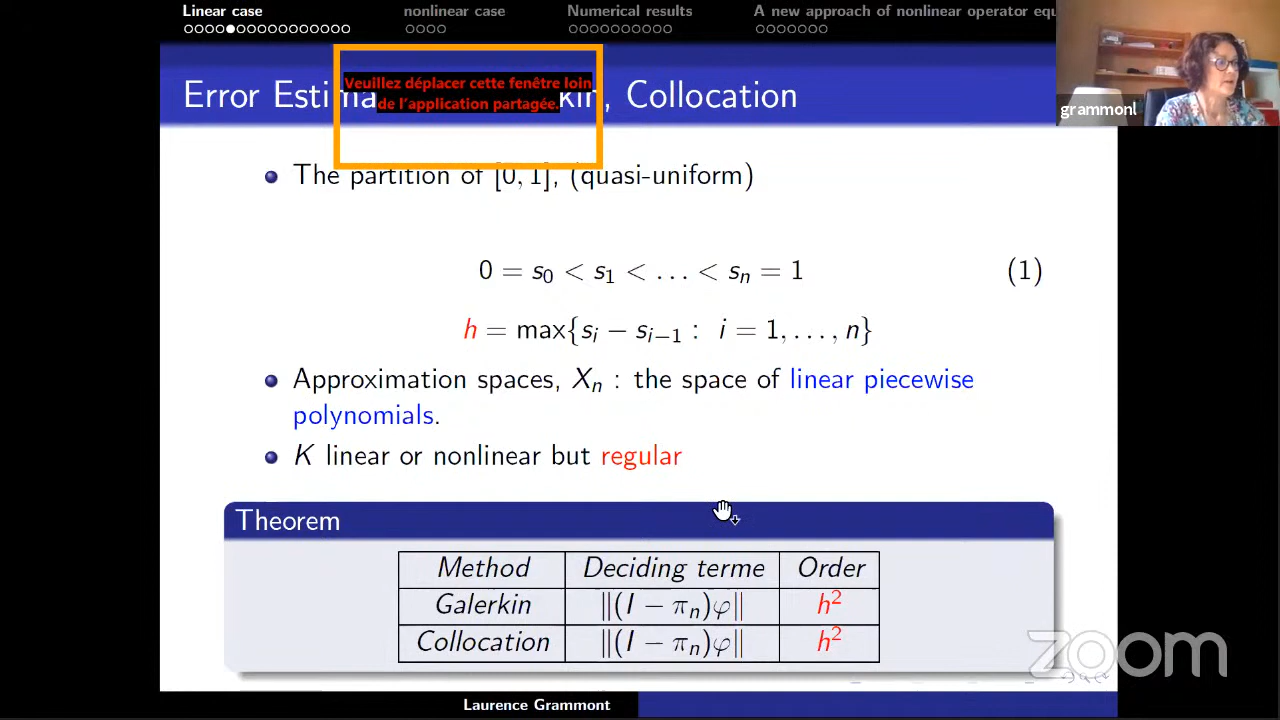 Linear case nonlinear case Numerical results A new approach of nonlinear operator equ
Error Estima kin, Collocation
Veuillez déplacer cette fenêtre loin
de l'application partagée.
grammonl
• The partition of [0, 1], (quasi-uniform)
0 = s₀ < s₁ < … < sₙ = 1 (1)
h = max{sᵢ − sᵢ₋₁ : i = 1, …, n}
• Approximation spaces, Xₙ : the space of linear piecewise
polynomials.
• K linear or nonlinear but regular
Theorem
Method Deciding terme Order
Galerkin ‖(I − πₙ)φ‖ h²
Collocation ‖(I − πₙ)φ‖ h²
zoom
Laurence Grammont